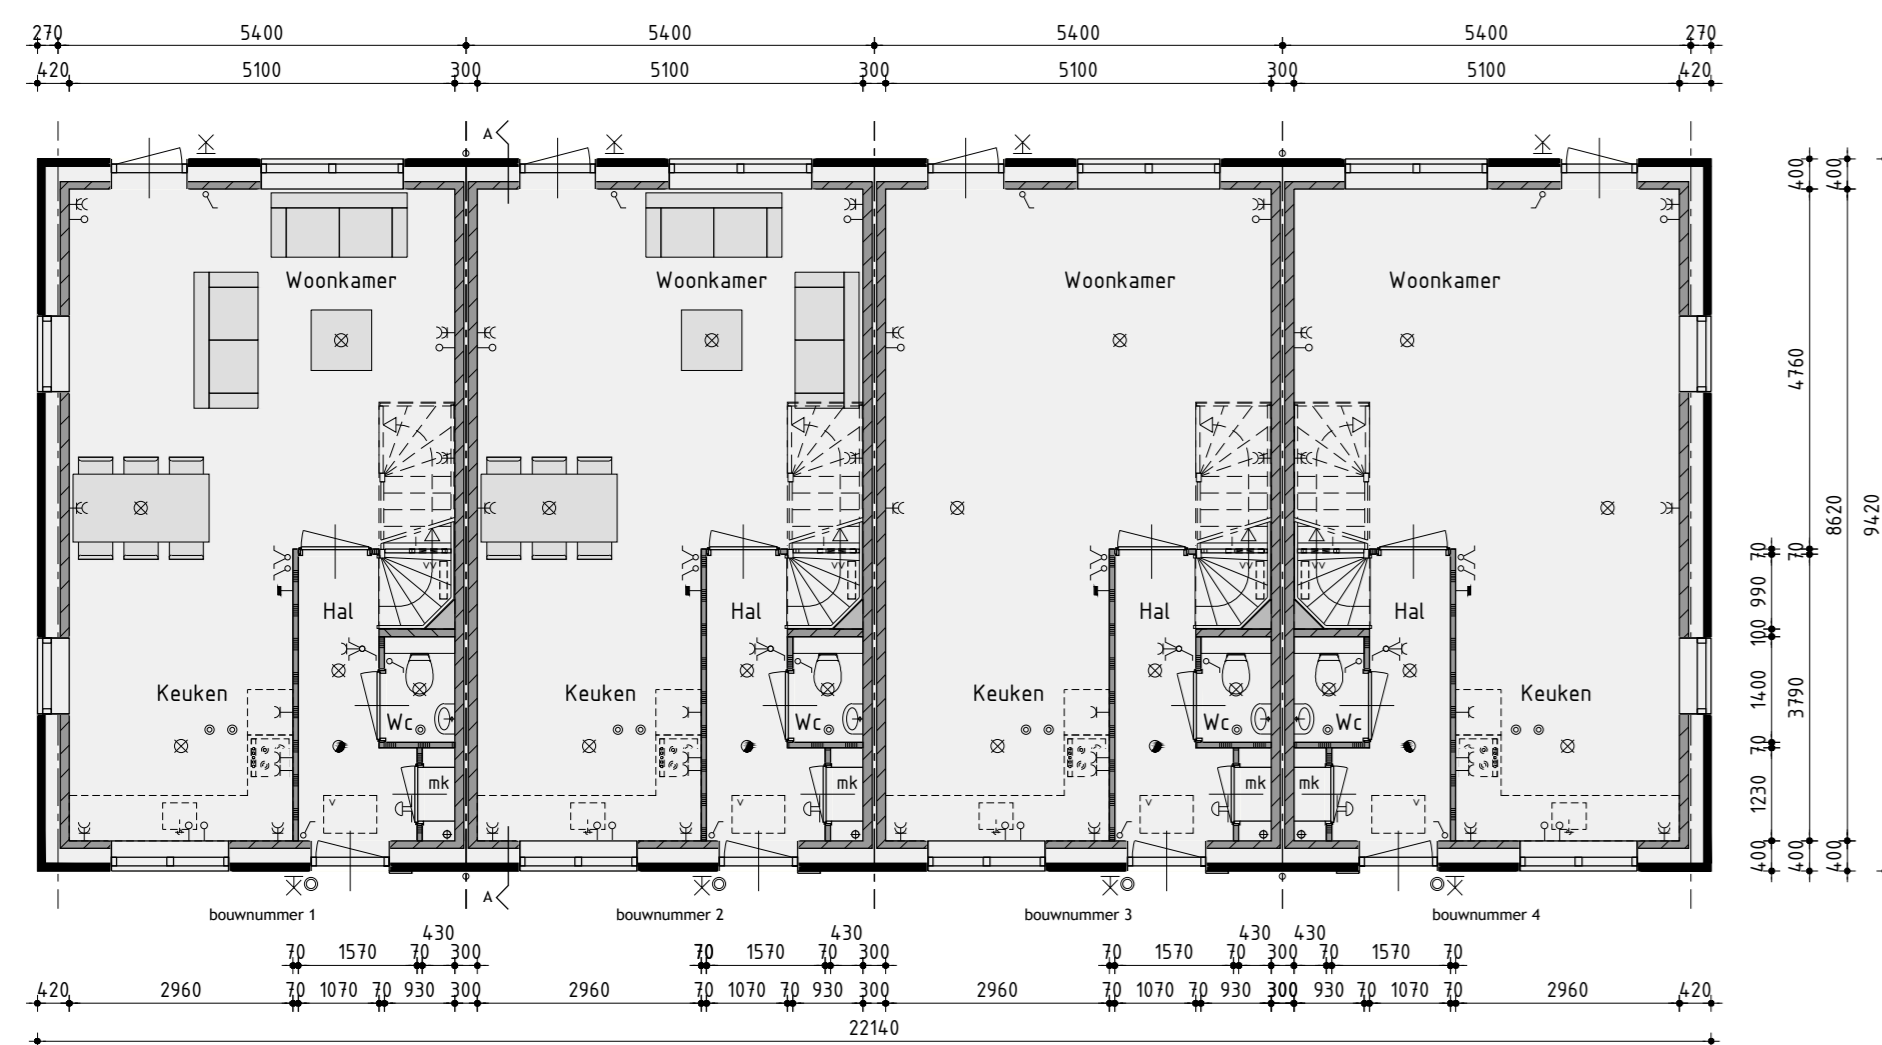 270 5400 5400 5400 5400 270
420 5100 300 5100 300 5100 300 5100 420
A
400 400
Woonkamer Woonkamer Woonkamer Woonkamer
4760
8620 9420
70 70
990
Hal Hal Hal Hal
100
Keuken Keuken Keuken Keuken
1400 3790
Wc Wc Wc Wc
70
mk mk mk mk
1230
400 400 400
A
bouwnummer 1 bouwnummer 2 bouwnummer 3 bouwnummer 4
430 430 430 430
70 1570 70 300 70 1570 70 300 70 1570 70 300 70 1570 70
420 2960 70 1070 70 930 300 2960 70 1070 70 930 300 2960 70 1070 70 930 300 930 70 1070 70 2960 420
22140